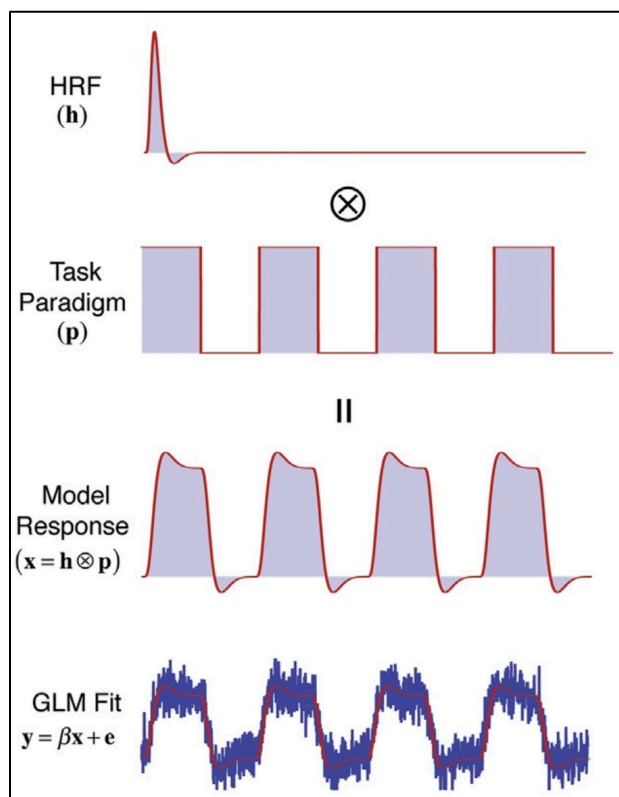 HRF
(h)
⊗
Task
Paradigm
(p)
=
Model
Response
(x = h ⊗ p)
GLM Fit
y = βx + e